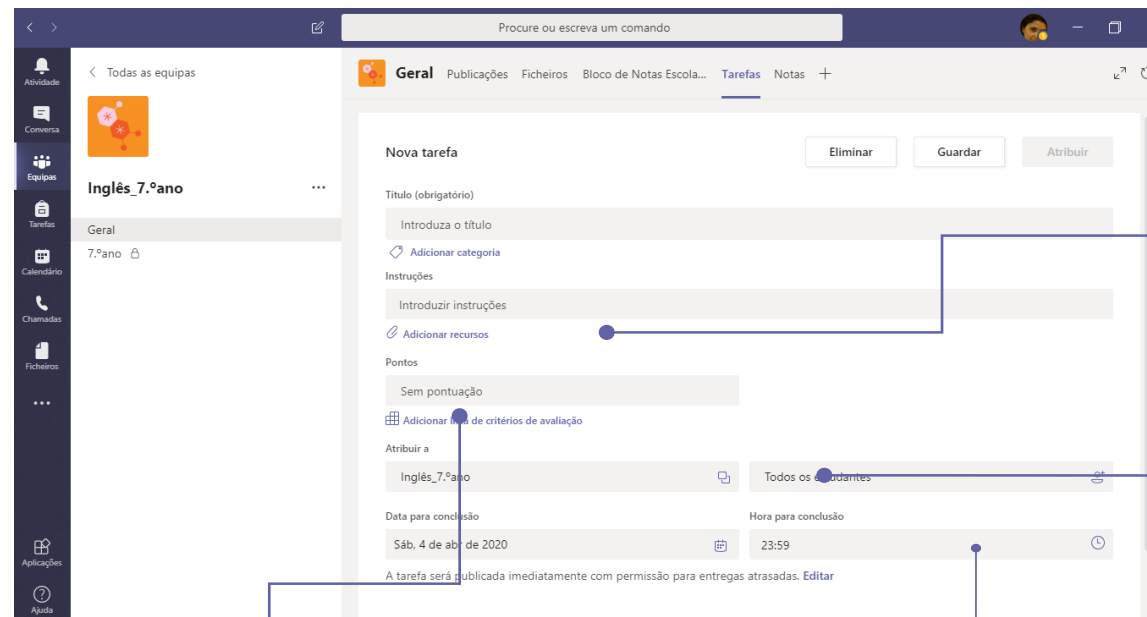 Procure ou escreva um comando
Atividade
Conversa
Equipas
Tarefas
Calendário
Chamadas
Ficheiros
Aplicações
Ajuda
Todas as equipas
Inglês_7.ºano
Geral
7.ºano
Geral Publicações Ficheiros Bloco de Notas Escola... Tarefas Notas
Nova tarefa Eliminar Guardar Atribuir
Título (obrigatório)
Introduza o título
Adicionar categoria
Instruções
Introduzir instruções
Adicionar recursos
Pontos
Sem pontuação
Adicionar lista de critérios de avaliação
Atribuir a
Inglês_7.ºano Todos os estudantes
Data para conclusão Hora para conclusão
Sáb, 4 de abr de 2020 23:59
A tarefa será publicada imediatamente com permissão para entregas atrasadas. Editar